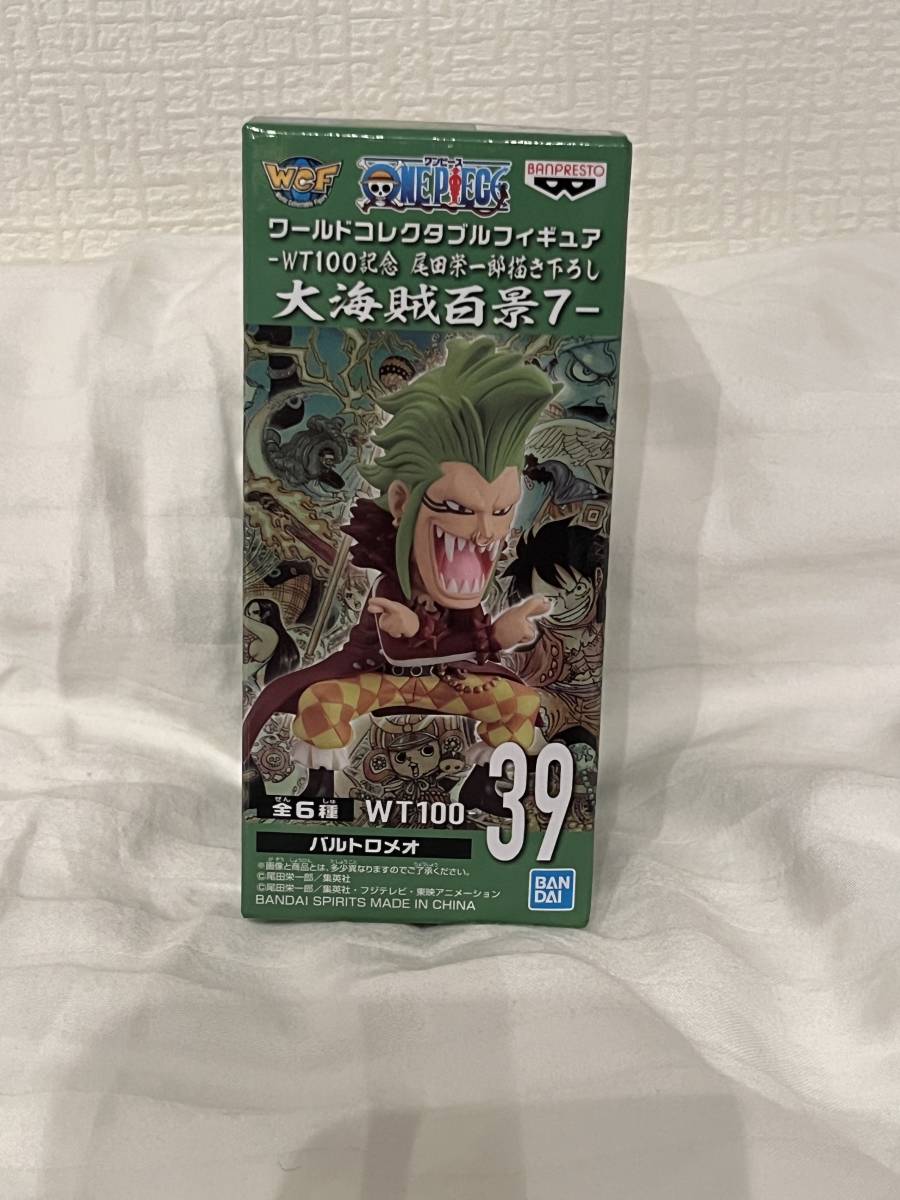 WCF
ワンピース
ONE PIECE
BANPRESTO
ワールドコレクタブルフィギュア
-WT100記念 尾田栄一郎描き下ろし
大海賊百景7-
全6種
ぜん しゅ
WT100-39
バルトロメオ
※画像と商品とは、多少異なりますのでご了承ください。
©尾田栄一郎/集英社
©尾田栄一郎/集英社・フジテレビ・東映アニメーション
BANDAI SPIRITS MADE IN CHINA
BAN
DAI